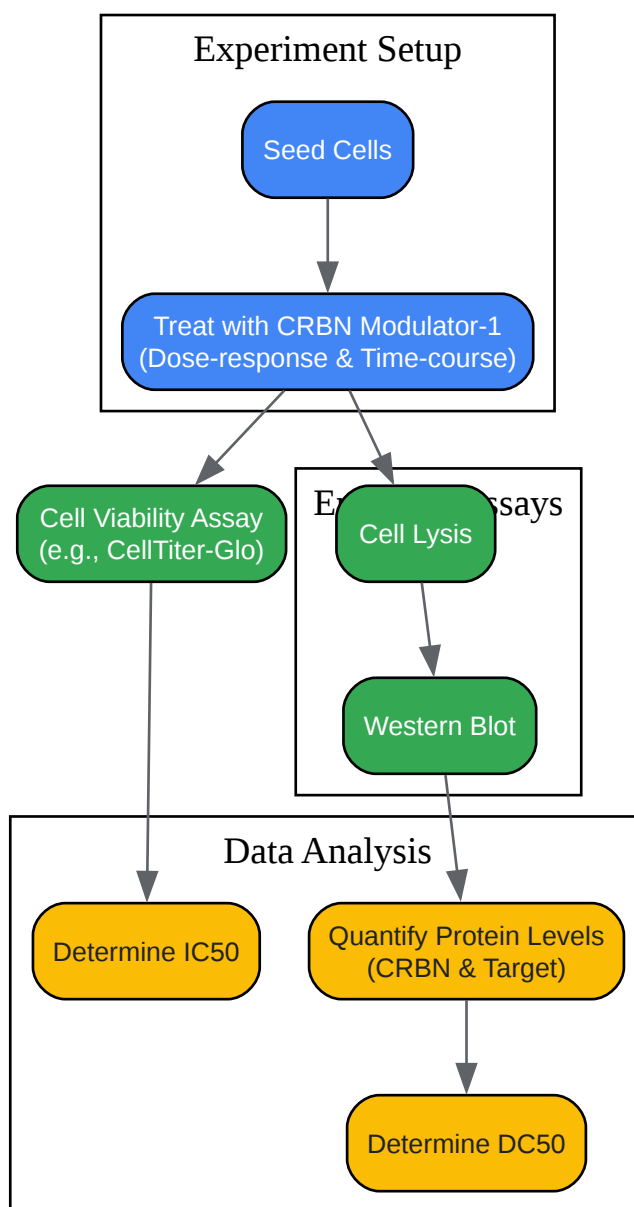 Experiment Setup
Seed Cells
Treat with CRBN Modulator-1
(Dose-response & Time-course)
Cell Viability Assay
(e.g., CellTiter-Glo)
Cell Lysis
Western Blot
Data Analysis
Determine IC50
Quantify Protein Levels
(CRBN & Target)
Determine DC50